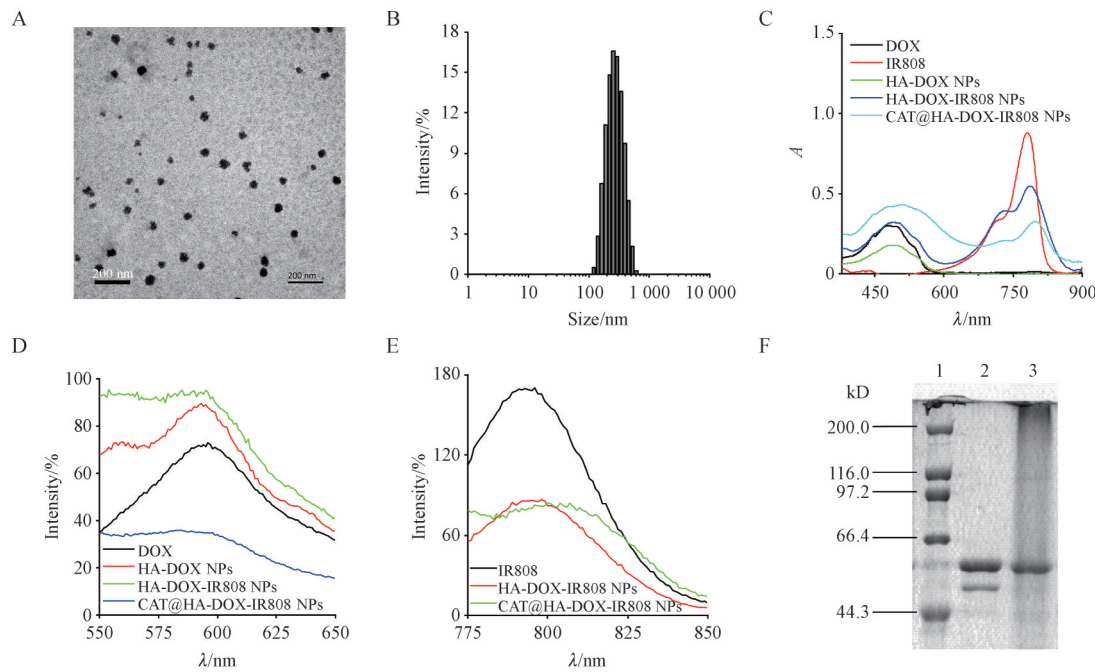 A
200 nm
200 nm
B
Intensity/%
18
15
12
9
6
3
0
1
10
100
1 000
10 000
Size/nm
C
A
1.5
1.0
0.5
0
450
600
750
900
λ/nm
DOX
IR808
HA-DOX NPs
HA-DOX-IR808 NPs
CAT@HA-DOX-IR808 NPs
D
Intensity/%
100
80
60
40
20
0
550
575
600
625
650
λ/nm
DOX
HA-DOX NPs
HA-DOX-IR808 NPs
CAT@HA-DOX-IR808 NPs
E
Intensity/%
180
120
60
0
775
800
825
850
λ/nm
IR808
HA-DOX-IR808 NPs
CAT@HA-DOX-IR808 NPs
F
1 2 3
kD
200.0
116.0
97.2
66.4
44.3